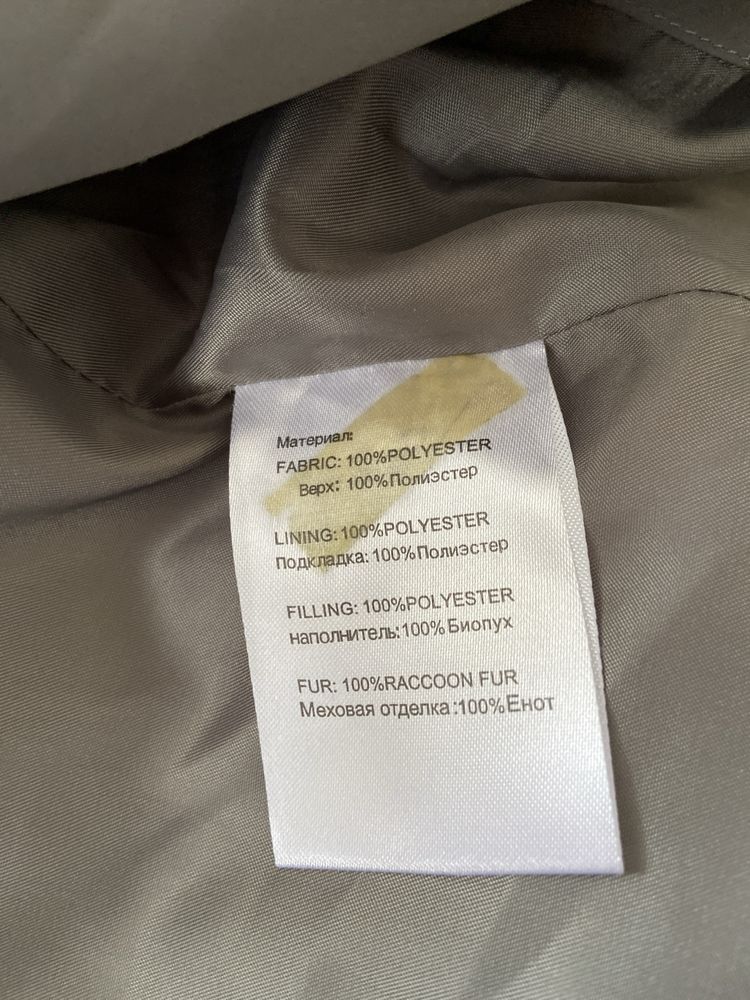 Материал:
FABRIC: 100%POLYESTER
Верх: 100%Полиэстер
LINING: 100%POLYESTER
Подкладка: 100%Полиэстер
FILLING: 100%POLYESTER
наполнитель:100% Биопух
FUR: 100%RACCOON FUR
Меховая отделка:100%Енот